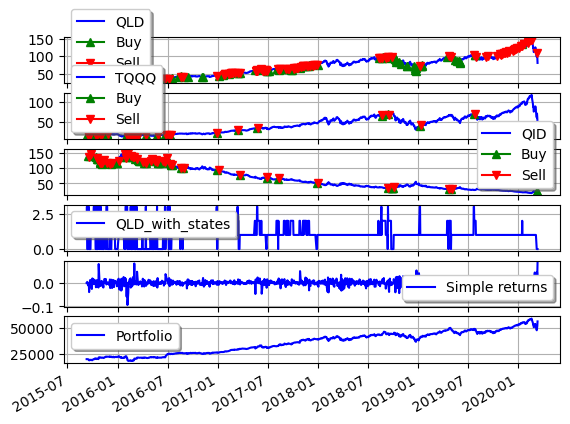 QLD
Buy
Sell
150
100
50
TQQQ
Buy
Sell
100
50
QID
Buy
Sell
150
100
50
QLD_with_states
2.5
0.0
Simple returns
0.0
−0.1
Portfolio
50000
25000
2015-07
2016-01
2016-07
2017-01
2017-07
2018-01
2018-07
2019-01
2019-07
2020-01